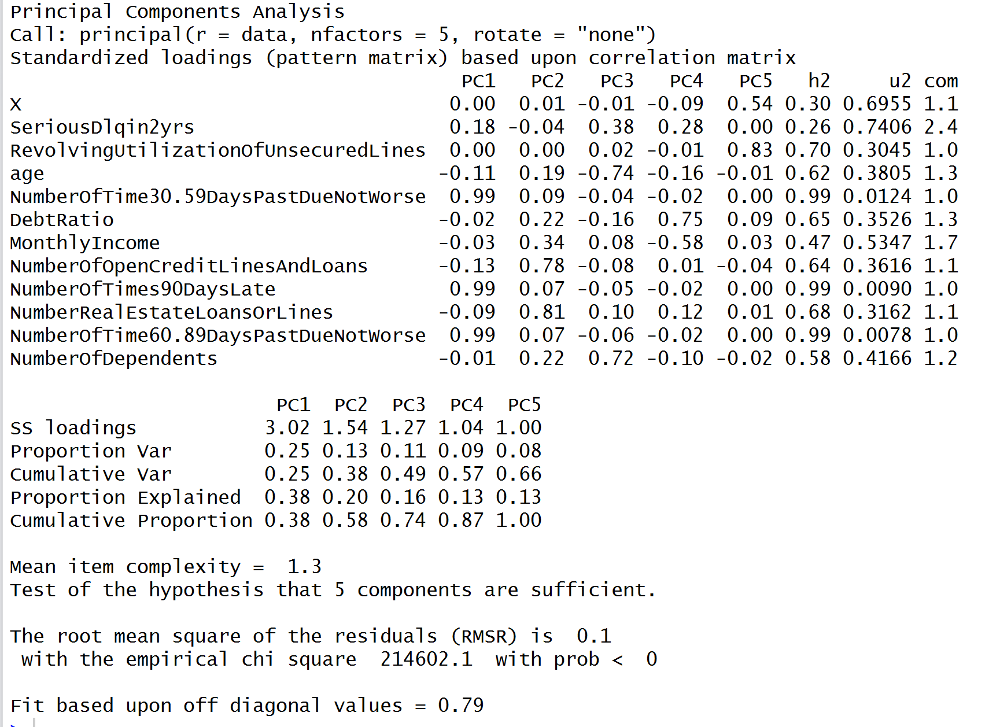 Principal Components Analysis
Call: principal(r = data, nfactors = 5, rotate = "none")
Standardized loadings (pattern matrix) based upon correlation matrix
PC1 PC2 PC3 PC4 PC5 h2 u2 com
X 0.00 0.01 -0.01 -0.09 0.54 0.30 0.6955 1.1
SeriousDlqin2yrs 0.18 -0.04 0.38 0.28 0.00 0.26 0.7406 2.4
RevolvingUtilizationOfUnsecuredLines 0.00 0.00 0.02 -0.01 0.83 0.70 0.3045 1.0
age -0.11 0.19 -0.74 -0.16 -0.01 0.62 0.3805 1.3
NumberOfTime30.59DaysPastDueNotWorse 0.99 0.09 -0.04 -0.02 0.00 0.99 0.0124 1.0
DebtRatio -0.02 0.22 -0.16 0.75 0.09 0.65 0.3526 1.3
MonthlyIncome -0.03 0.34 0.08 -0.58 0.03 0.47 0.5347 1.7
NumberOfOpenCreditLinesAndLoans -0.13 0.78 -0.08 0.01 -0.04 0.64 0.3616 1.1
NumberOfTimes90DaysLate 0.99 0.07 -0.05 -0.02 0.00 0.99 0.0090 1.0
NumberRealEstateLoansOrLines -0.09 0.81 0.10 0.12 0.01 0.68 0.3162 1.1
NumberOfTime60.89DaysPastDueNotWorse 0.99 0.07 -0.06 -0.02 0.00 0.99 0.0078 1.0
NumberOfDependents -0.01 0.22 0.72 -0.10 -0.02 0.58 0.4166 1.2
PC1 PC2 PC3 PC4 PC5
SS loadings 3.02 1.54 1.27 1.04 1.00
Proportion Var 0.25 0.13 0.11 0.09 0.08
Cumulative Var 0.25 0.38 0.49 0.57 0.66
Proportion Explained 0.38 0.20 0.16 0.13 0.13
Cumulative Proportion 0.38 0.58 0.74 0.87 1.00
Mean item complexity = 1.3
Test of the hypothesis that 5 components are sufficient.
The root mean square of the residuals (RMSR) is 0.1
with the empirical chi square 214602.1 with prob < 0
Fit based upon off diagonal values = 0.79